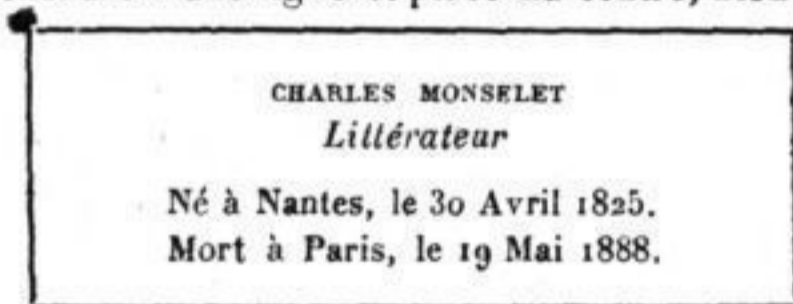 CHARLES MONSELET
Littérateur
Né à Nantes, le 30 Avril 1825.
Mort à Paris, le 19 Mai 1888.